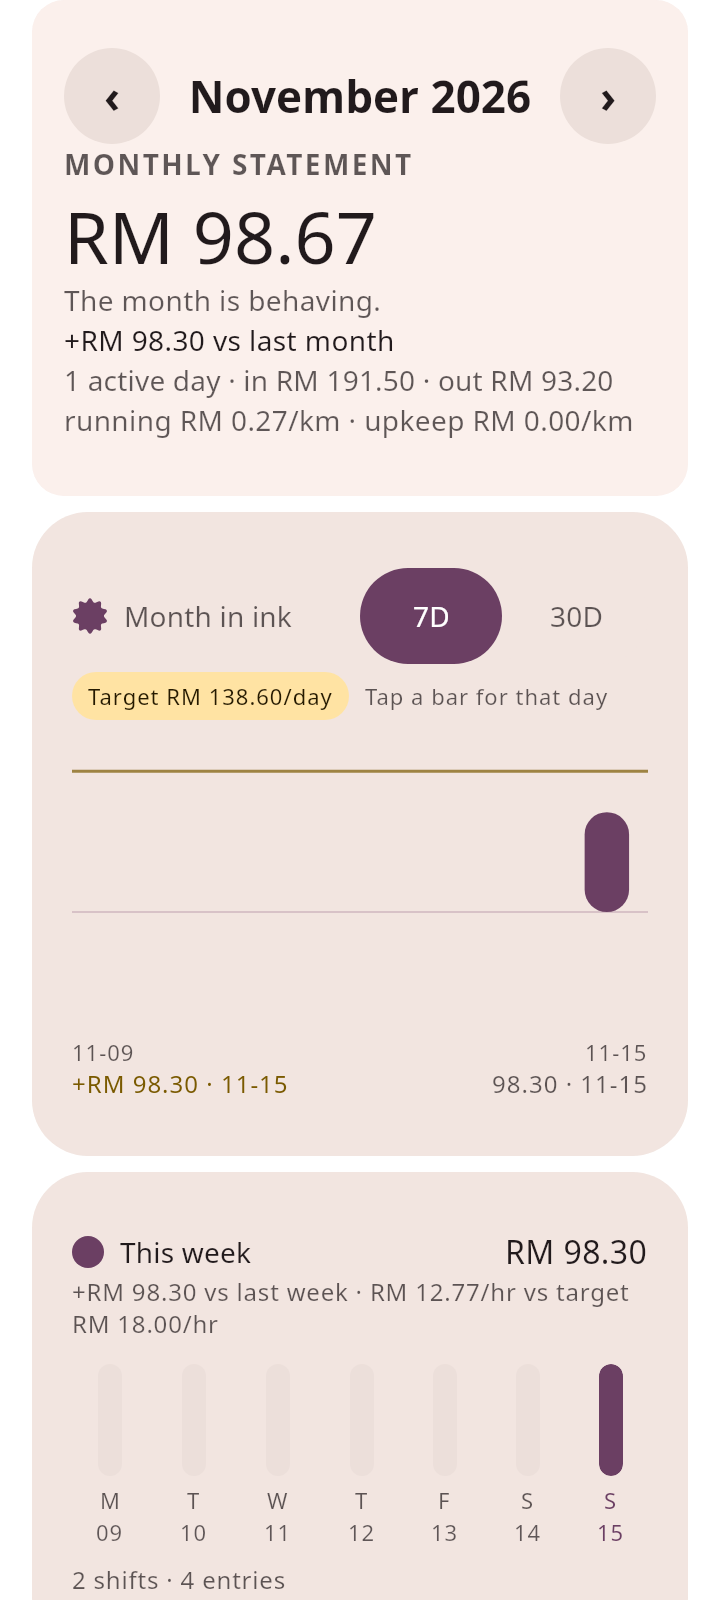 ‹ November 2026 ›
MONTHLY STATEMENT
RM 98.67
The month is behaving.
+RM 98.30 vs last month
1 active day · in RM 191.50 · out RM 93.20
running RM 0.27/km · upkeep RM 0.00/km
Month in ink 7D 30D
Target RM 138.60/day Tap a bar for that day
11-09 11-15
+RM 98.30 · 11-15 98.30 · 11-15
This week RM 98.30
+RM 98.30 vs last week · RM 12.77/hr vs target
RM 18.00/hr
M T W T F S S
09 10 11 12 13 14 15
2 shifts · 4 entries